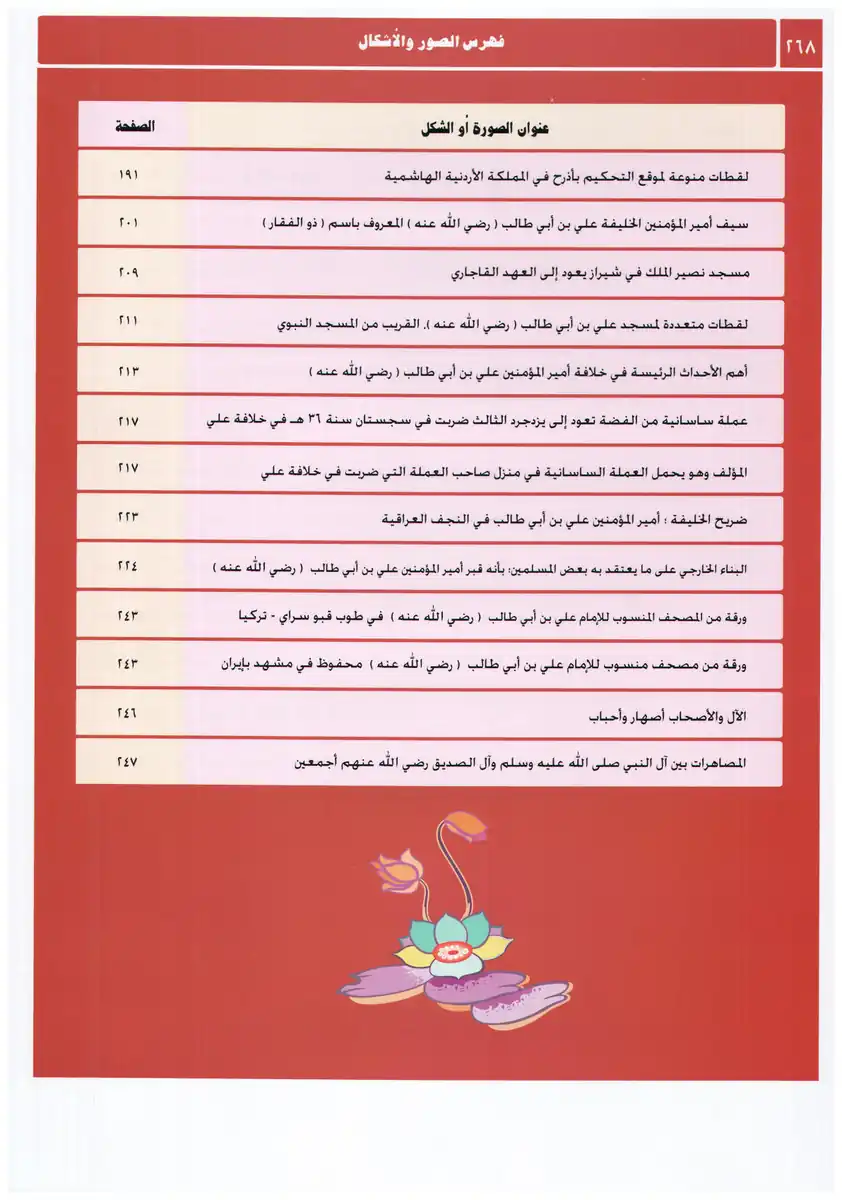 فهرس الصور والأشكال ٢٦٨
عنوان الصورة أو الشكل الصفحة
لقطات منوعة لموقع التحكيم بأذرح في المملكة الأردنية الهاشمية ١٩١
سيف أمير المؤمنين الخليفة علي بن أبي طالب ( رضي الله عنه ) المعروف باسم ( ذو الفقار ) ٢٠١
مسجد نصير الملك في شيراز يعود إلى العهد القاجاري ٢٠٩
لقطات متعددة لمسجد علي بن أبي طالب ( رضي الله عنه )، القريب من المسجد النبوي ٢١١
أهم الأحداث الرئيسة في خلافة أمير المؤمنين علي بن أبي طالب ( رضي الله عنه ) ٢١٣
عملة ساسانية من الفضة تعود إلى يزدجرد الثالث ضربت في سجستان سنة ٣٦ هـ في خلافة علي ٢١٧
المؤلف وهو يحمل العملة الساسانية في منزل صاحب العملة التي ضربت في خلافة علي ٢١٧
ضريح الخليفة : أمير المؤمنين علي بن أبي طالب في النجف العراقية ٢٢٣
البناء الخارجي على ما يعتقد به بعض المسلمين؛ بأنه قبر أمير المؤمنين علي بن أبي طالب ( رضي الله عنه ) ٢٢٤
ورقة من المصحف المنسوب للإمام علي بن أبي طالب ( رضي الله عنه ) في طوب قبو سراي - تركيا ٢٤٣
ورقة من مصحف منسوب للإمام علي بن أبي طالب ( رضي الله عنه ) محفوظ في مشهد بإيران ٢٤٣
الآل والأصحاب أصهار وأحباب ٢٤٦
المصاهرات بين آل النبي صلى الله عليه وسلم وآل الصديق رضي الله عنهم أجمعين ٢٤٧